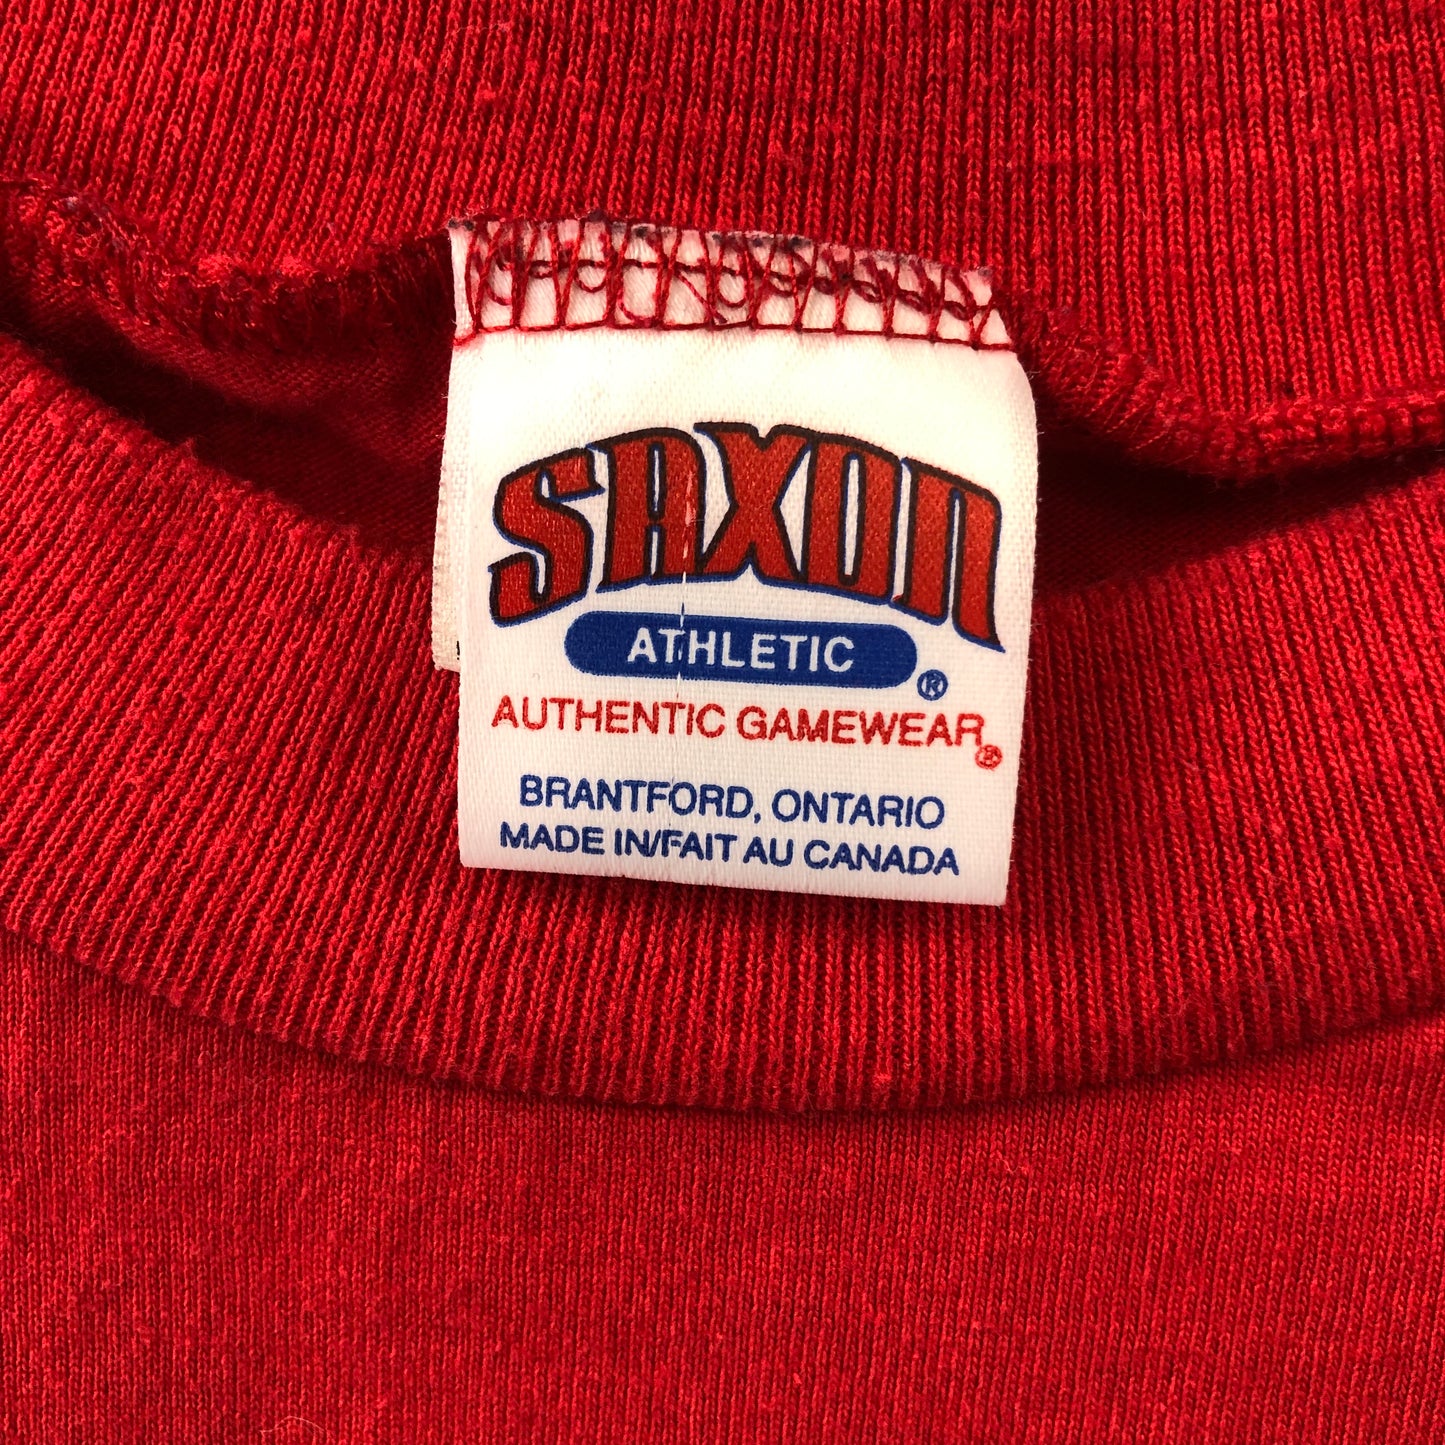 SAXON
ATHLETIC ®
AUTHENTIC GAMEWEAR®
BRANTFORD, ONTARIO
MADE IN/FAIT AU CANADA